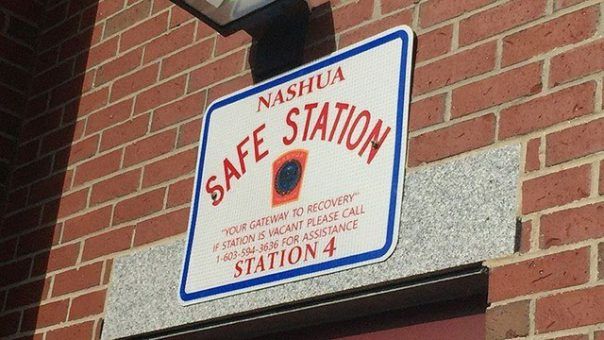 NASHUA
SAFE STATION
"YOUR GATEWAY TO RECOVERY"
IF STATION IS VACANT PLEASE CALL
1-603-594-3636 FOR ASSISTANCE
STATION 4